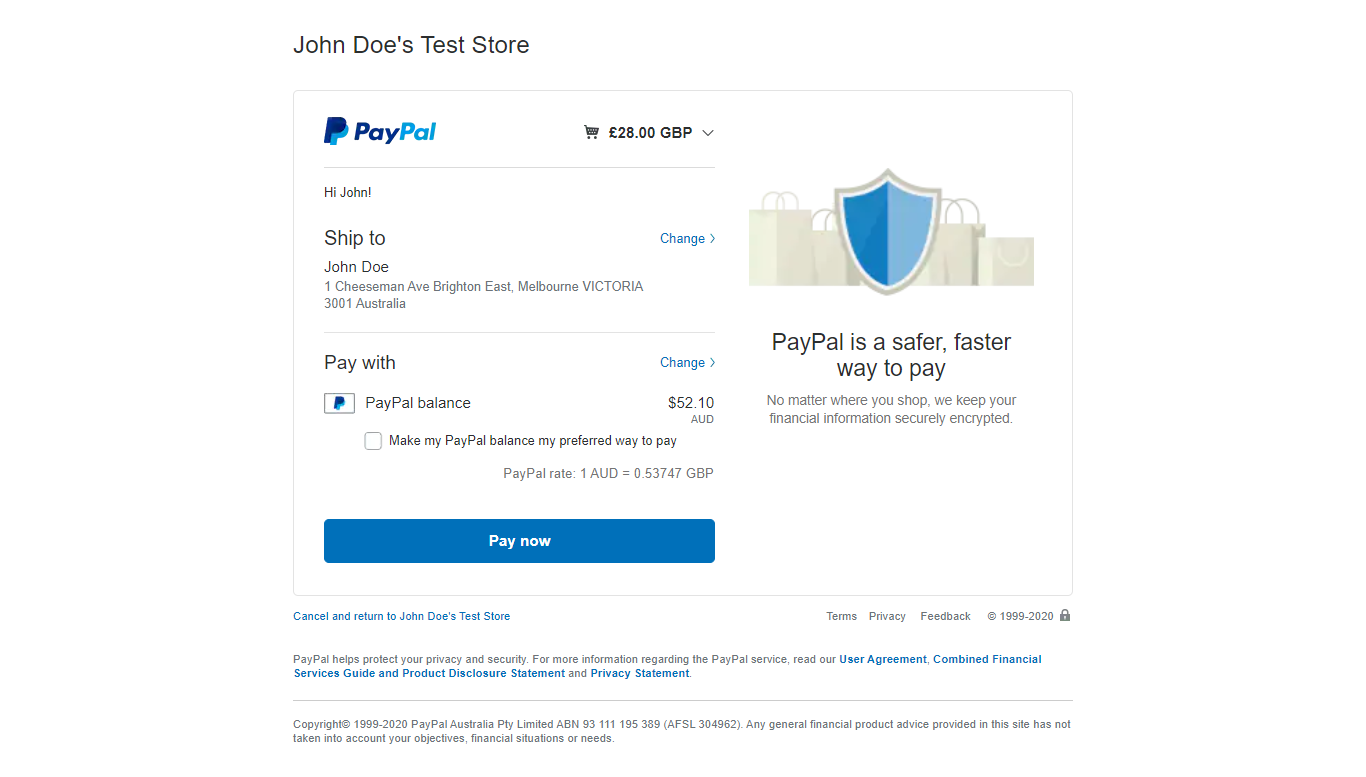 John Doe's Test Store
PayPal
£28.00 GBP
Hi John!
Ship to
Change
John Doe
1 Cheeseman Ave Brighton East, Melbourne VICTORIA
3001 Australia
Pay with
Change
PayPal balance
$52.10
AUD
Make my PayPal balance my preferred way to pay
PayPal rate: 1 AUD = 0.53747 GBP
Pay now
PayPal is a safer, faster
way to pay
No matter where you shop, we keep your
financial information securely encrypted.
Cancel and return to John Doe's Test Store
Terms Privacy Feedback © 1999-2020
PayPal helps protect your privacy and security. For more information regarding the PayPal service, read our User Agreement, Combined Financial
Services Guide and Product Disclosure Statement and Privacy Statement.
Copyright© 1999-2020 PayPal Australia Pty Limited ABN 93 111 195 389 (AFSL 304962). Any general financial product advice provided in this site has not
taken into account your objectives, financial situations or needs.